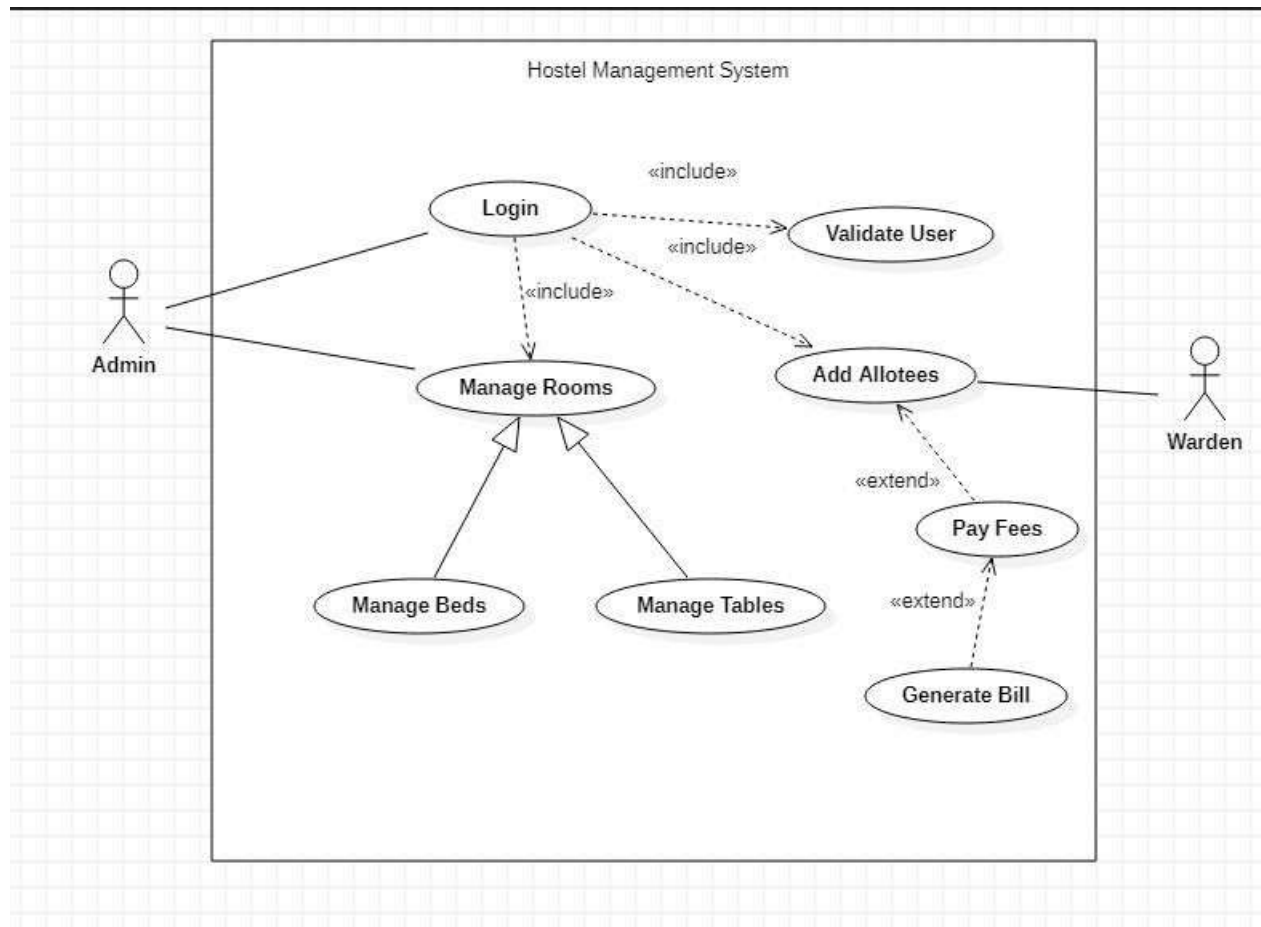 Hostel Management System
«include»
Login
Validate User
«include»
«include»
Admin
Manage Rooms
Add Allotees
Warden
«extend»
Pay Fees
Manage Beds
Manage Tables
«extend»
Generate Bill